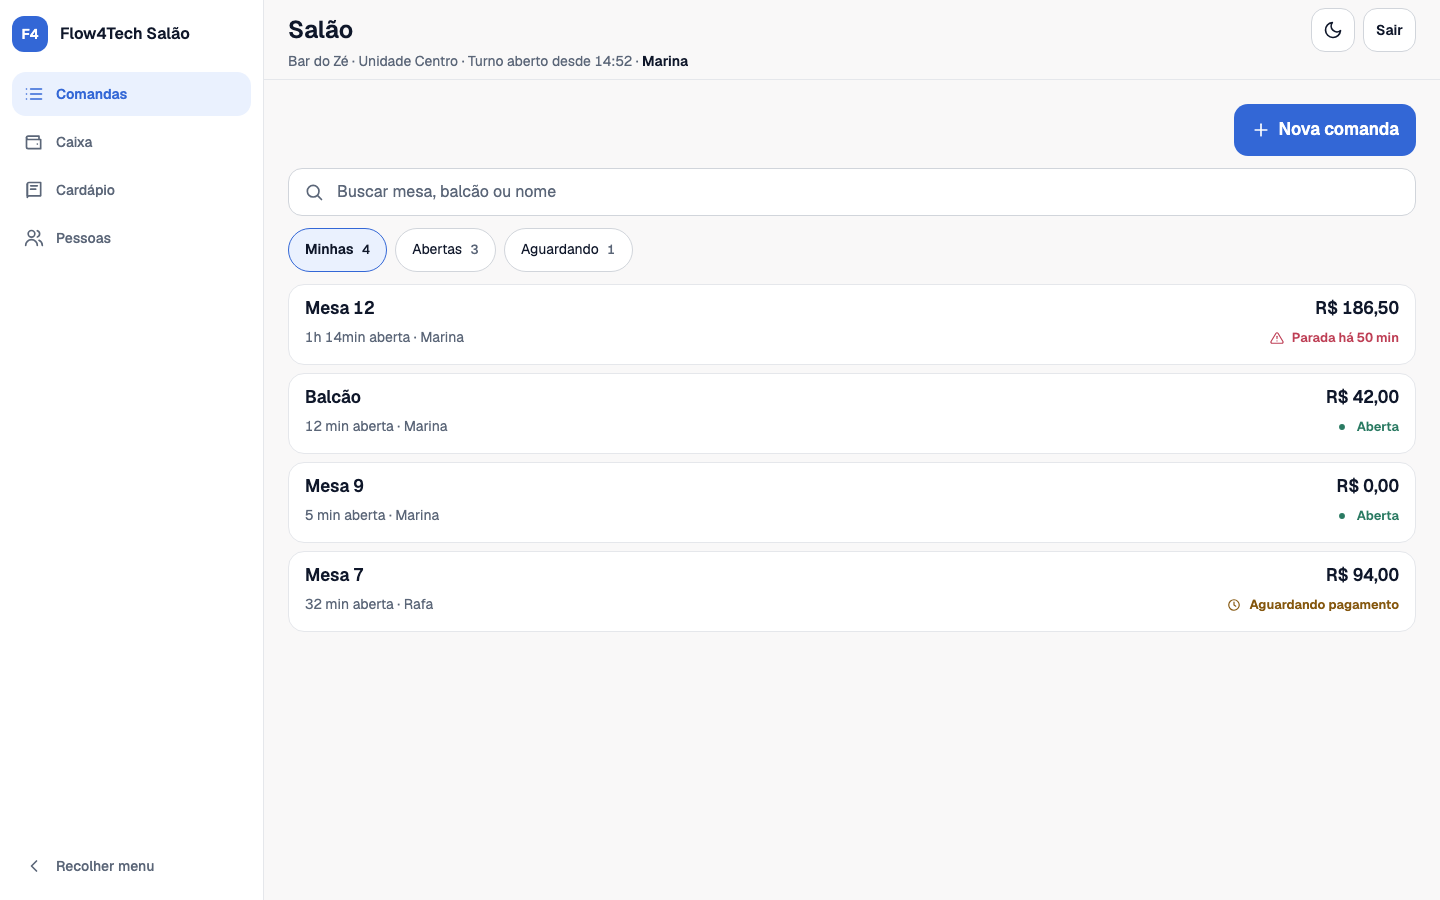 F4 Flow4Tech Salão
Comandas
Caixa
Cardápio
Pessoas
Recolher menu
Salão
Bar do Zé · Unidade Centro · Turno aberto desde 14:52 · Marina
Sair
Nova comanda
Buscar mesa, balcão ou nome
Minhas 4 Abertas 3 Aguardando 1
Mesa 12 R$ 186,50
1h 14min aberta · Marina Parada há 50 min
Balcão R$ 42,00
12 min aberta · Marina Aberta
Mesa 9 R$ 0,00
5 min aberta · Marina Aberta
Mesa 7 R$ 94,00
32 min aberta · Rafa Aguardando pagamento